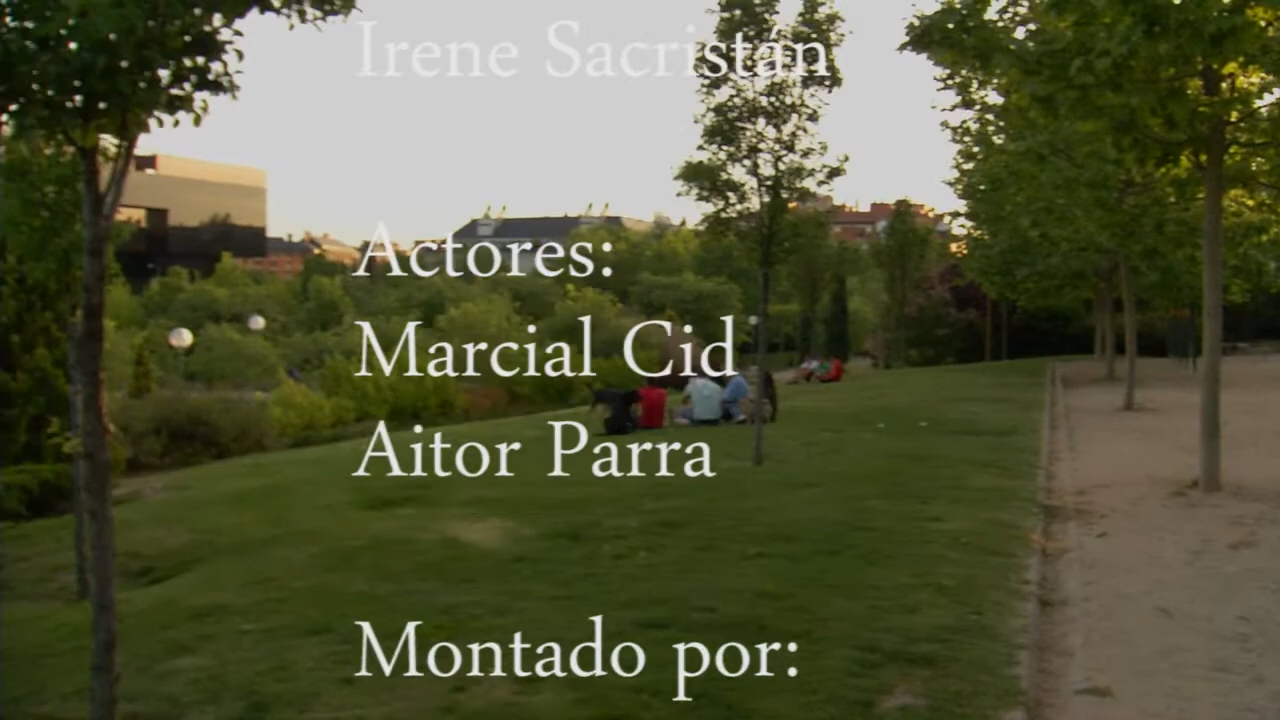 Irene Sacristán
Actores:
Marcial Cid
Aitor Parra
Montado por: